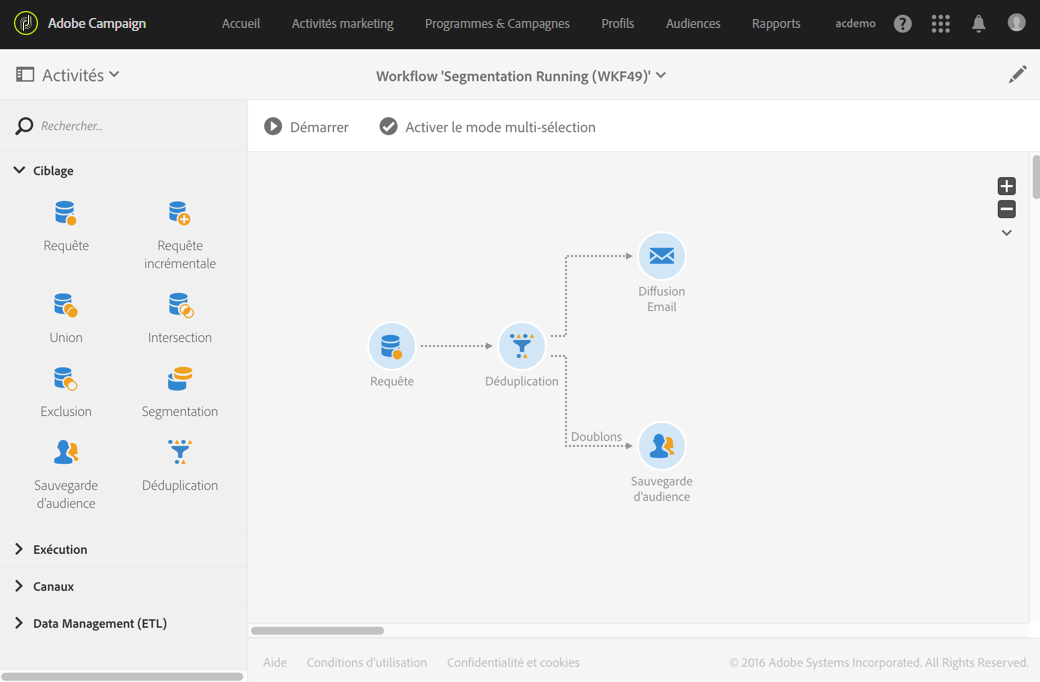 Adobe Campaign
Accueil
Activités marketing
Programmes & Campagnes
Profils
Audiences
Rapports
acdemo
?
Activités
Workflow 'Segmentation Running (WKF49)'
Rechercher...
Démarrer
Activer le mode multi-sélection
Ciblage
Requête
Requête
incrémentale
Union
Intersection
Exclusion
Segmentation
Sauvegarde
d'audience
Déduplication
Exécution
Canaux
Data Management (ETL)
Requête
Déduplication
Diffusion
Email
Doublons
Sauvegarde
d'audience
Aide
Conditions d'utilisation
Confidentialité et cookies
© 2016 Adobe Systems Incorporated. All Rights Reserved.